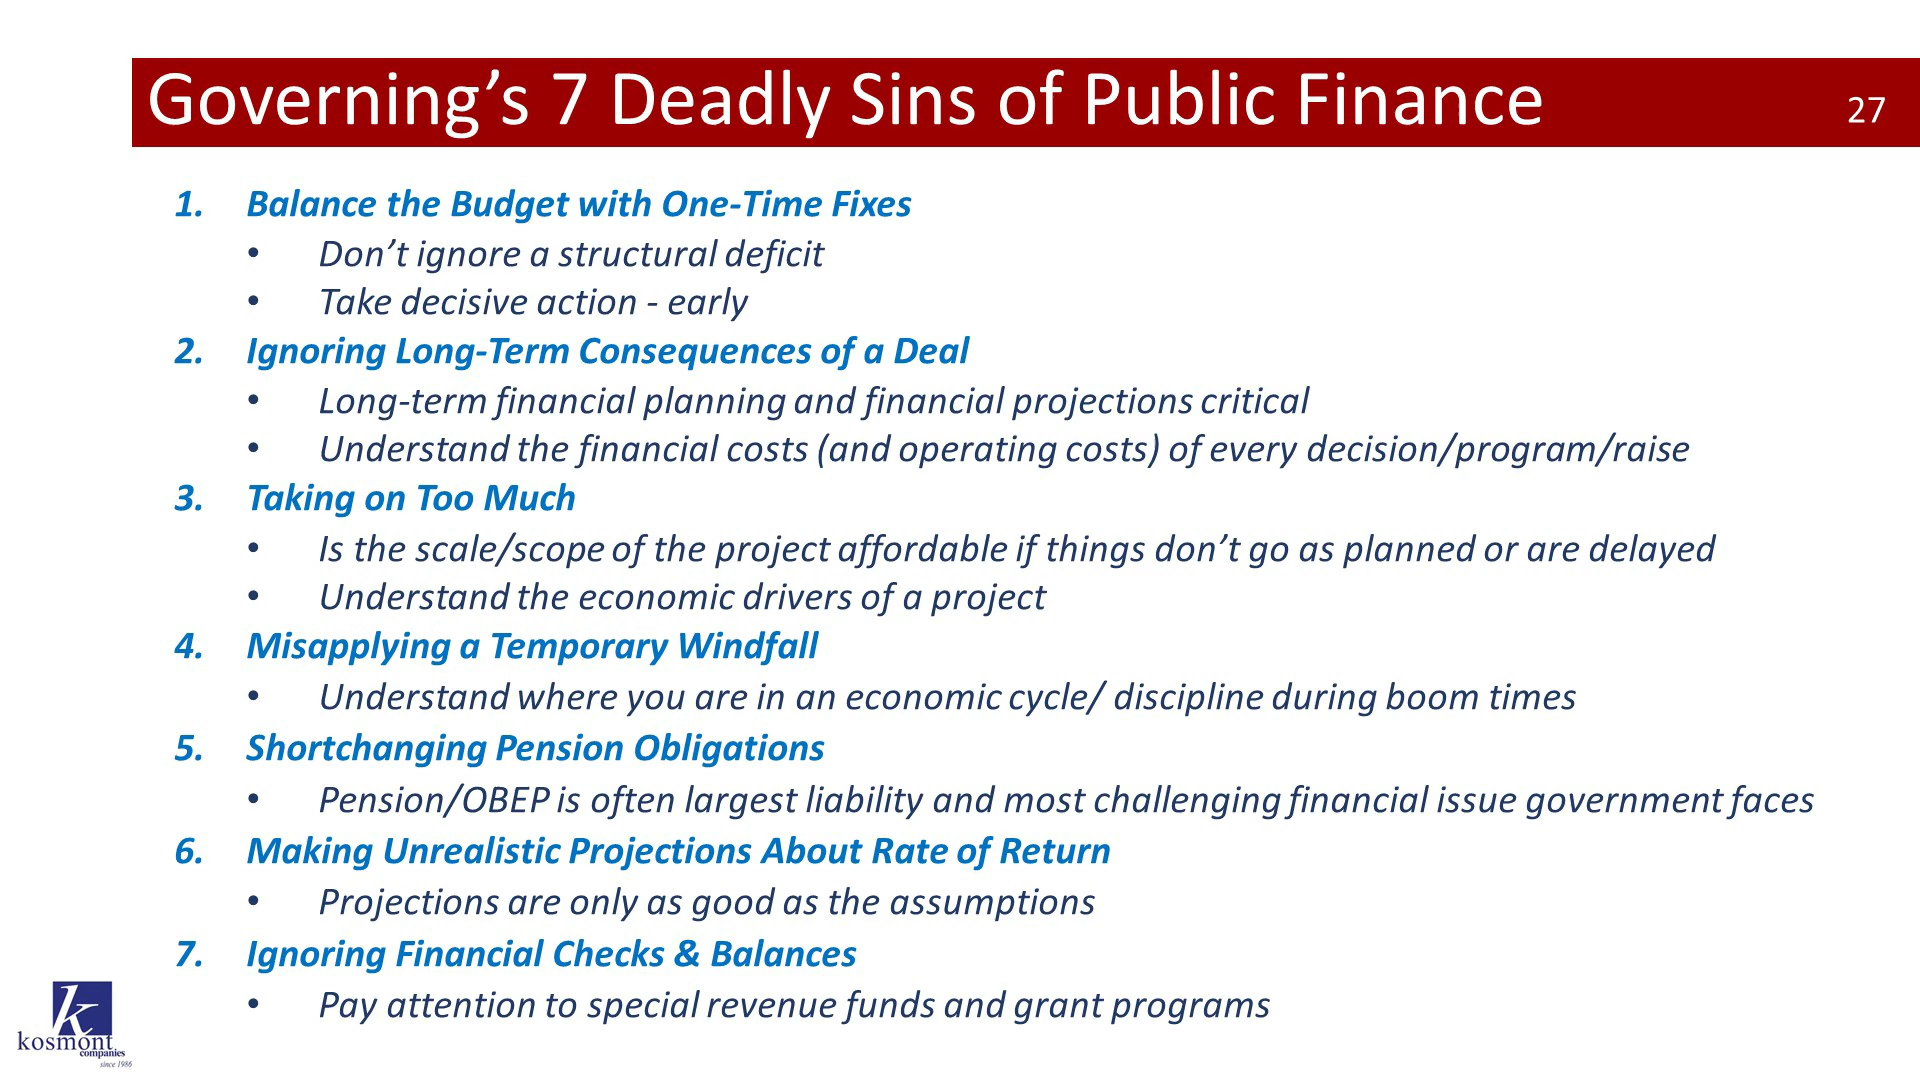 Governing’s 7 Deadly Sins of Public Finance
27
1. Balance the Budget with One-Time Fixes
• Don’t ignore a structural deficit
• Take decisive action - early
2. Ignoring Long-Term Consequences of a Deal
• Long-term financial planning and financial projections critical
• Understand the financial costs (and operating costs) of every decision/program/raise
3. Taking on Too Much
• Is the scale/scope of the project affordable if things don’t go as planned or are delayed
• Understand the economic drivers of a project
4. Misapplying a Temporary Windfall
• Understand where you are in an economic cycle/ discipline during boom times
5. Shortchanging Pension Obligations
• Pension/OBEP is often largest liability and most challenging financial issue government faces
6. Making Unrealistic Projections About Rate of Return
• Projections are only as good as the assumptions
7. Ignoring Financial Checks & Balances
• Pay attention to special revenue funds and grant programs
k
kosmont
companies
since 1986